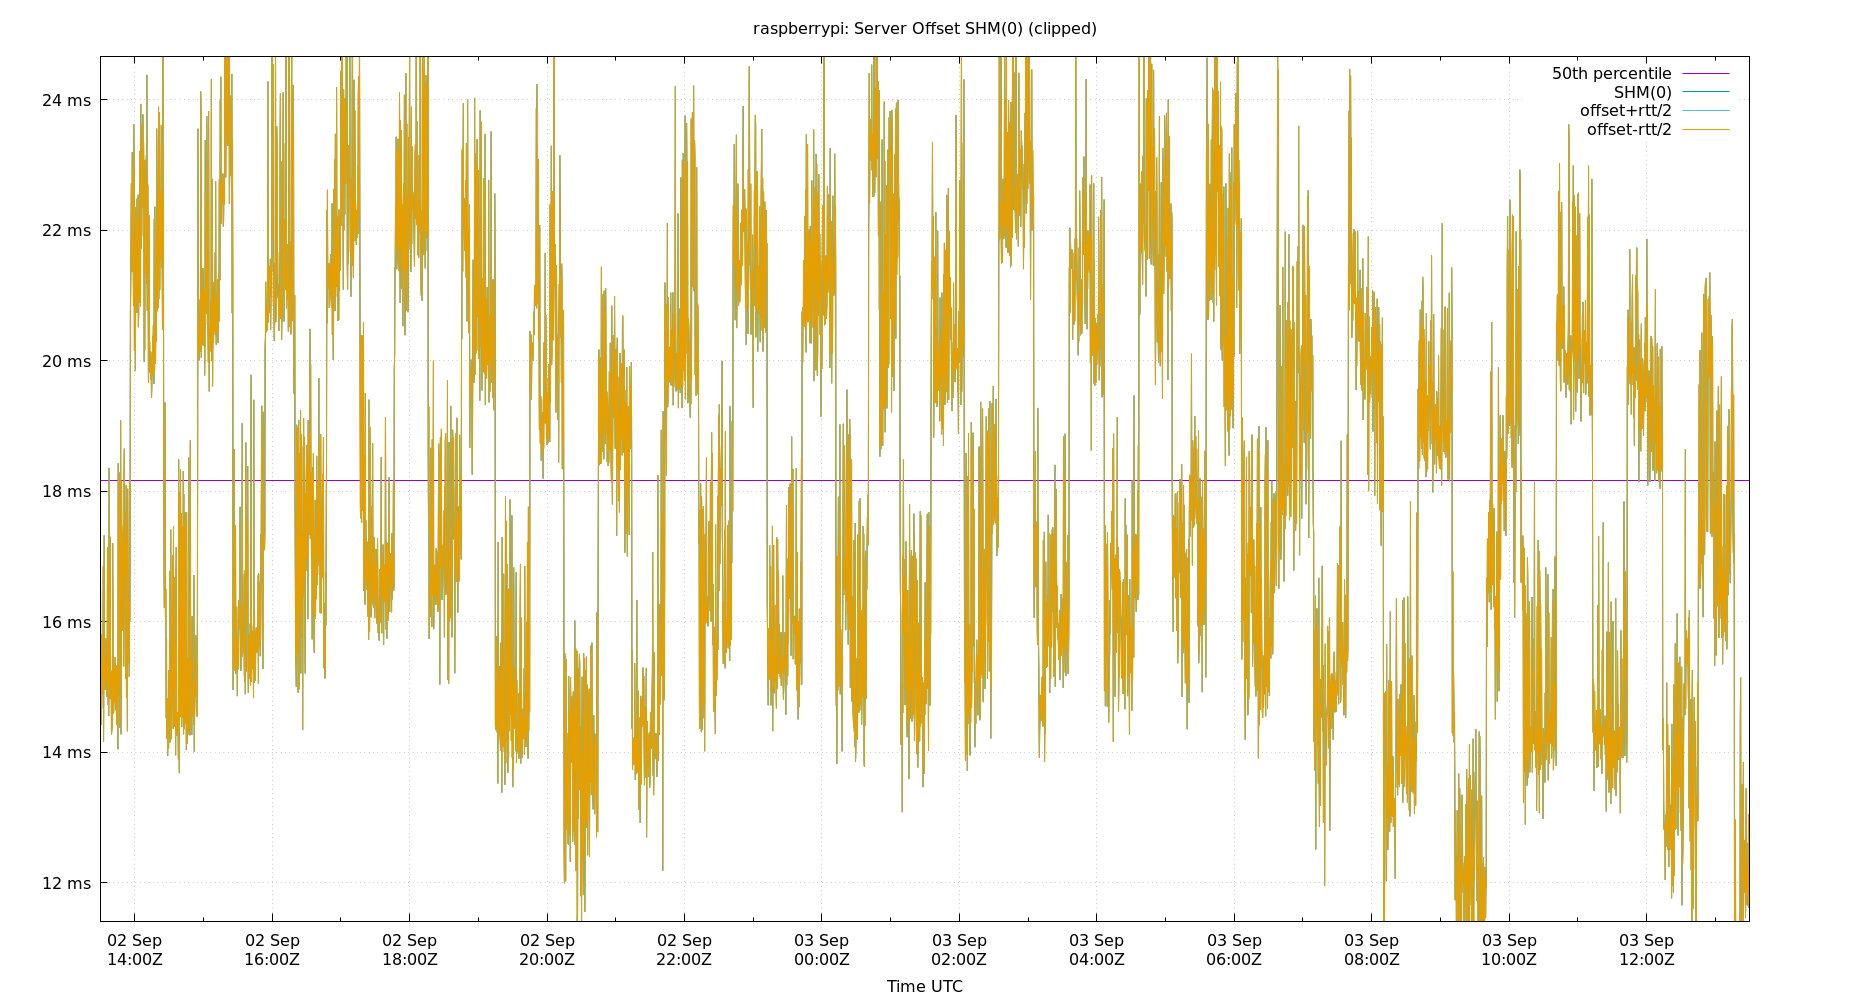 raspberrypi: Server Offset SHM(0) (clipped)
50th percentile
SHM(0)
offset+rtt/2
offset-rtt/2
24 ms
22 ms
20 ms
18 ms
16 ms
14 ms
12 ms
02 Sep 02 Sep 02 Sep 02 Sep 02 Sep 03 Sep 03 Sep 03 Sep 03 Sep 03 Sep 03 Sep 03 Sep
14:00Z 16:00Z 18:00Z 20:00Z 22:00Z 00:00Z 02:00Z 04:00Z 06:00Z 08:00Z 10:00Z 12:00Z
Time UTC